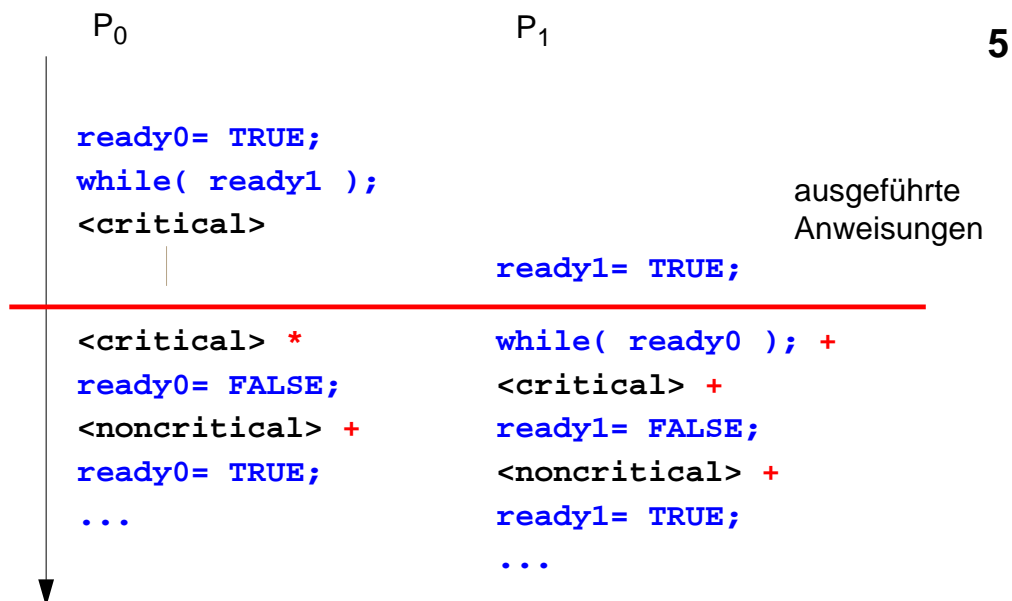 P0
P1
5
ready0= TRUE;
while( ready1 );
<critical>
ausgeführte
Anweisungen
ready1= TRUE;
<critical> *
ready0= FALSE;
<noncritical> +
ready0= TRUE;
...
while( ready0 ); +
<critical> +
ready1= FALSE;
<noncritical> +
ready1= TRUE;
...